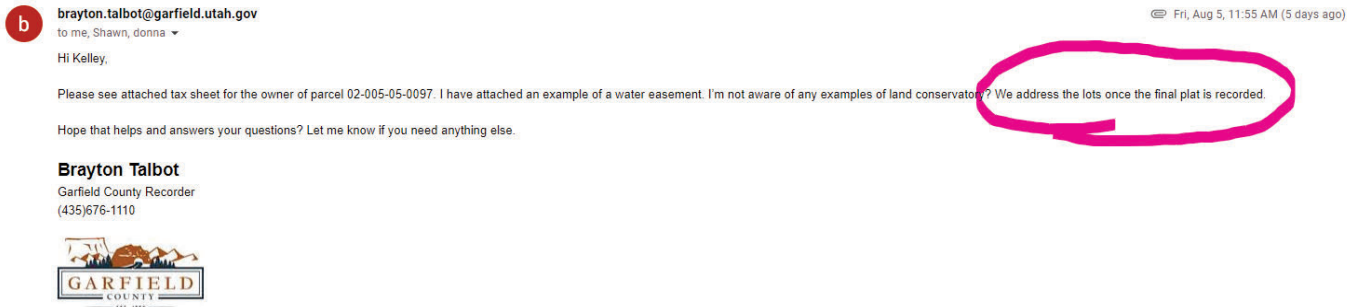 b
brayton.talbot@garfield.utah.gov
Fri, Aug 5, 11:55 AM (5 days ago)
to me, Shawn, donna
Hi Kelley,
Please see attached tax sheet for the owner of parcel 02-005-05-0097. I have attached an example of a water easement. I'm not aware of any examples of land conservatory? We address the lots once the final plat is recorded.
Hope that helps and answers your questions? Let me know if you need anything else.
Brayton Talbot
Garfield County Recorder
(435)676-1110
GARFIELD
COUNTY